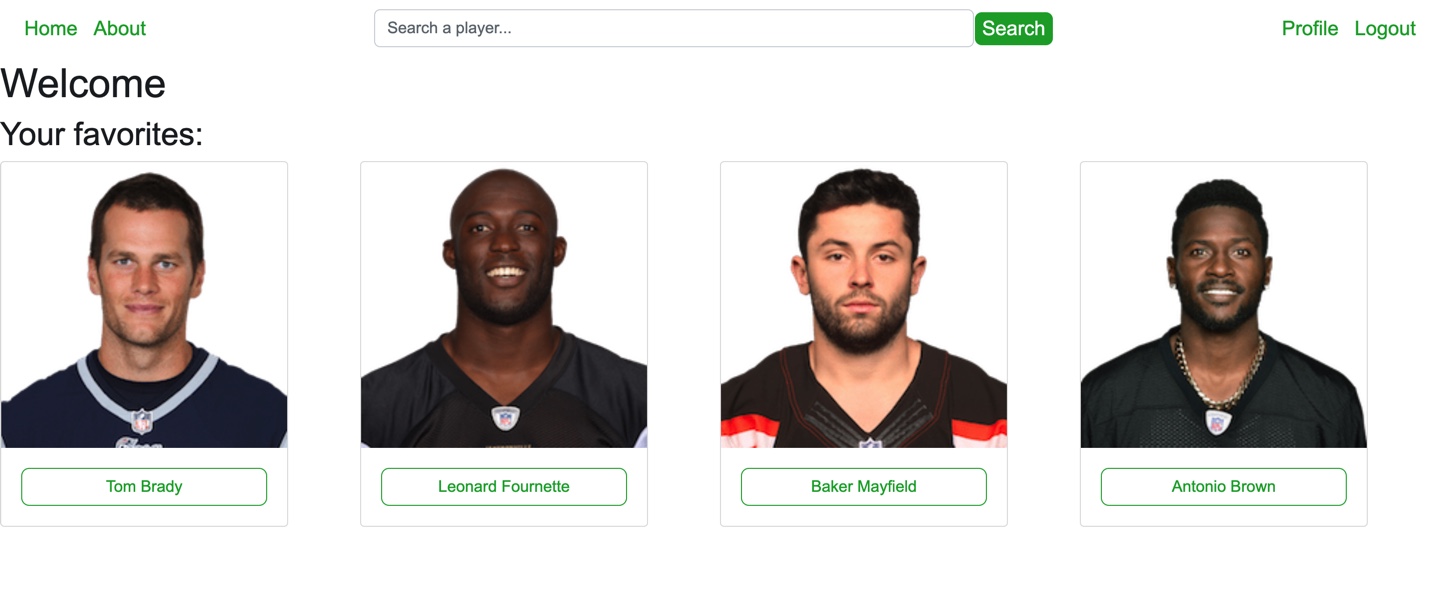 Home About Search a player... Search Profile Logout
Welcome
Your favorites:
Tom Brady Leonard Fournette Baker Mayfield Antonio Brown